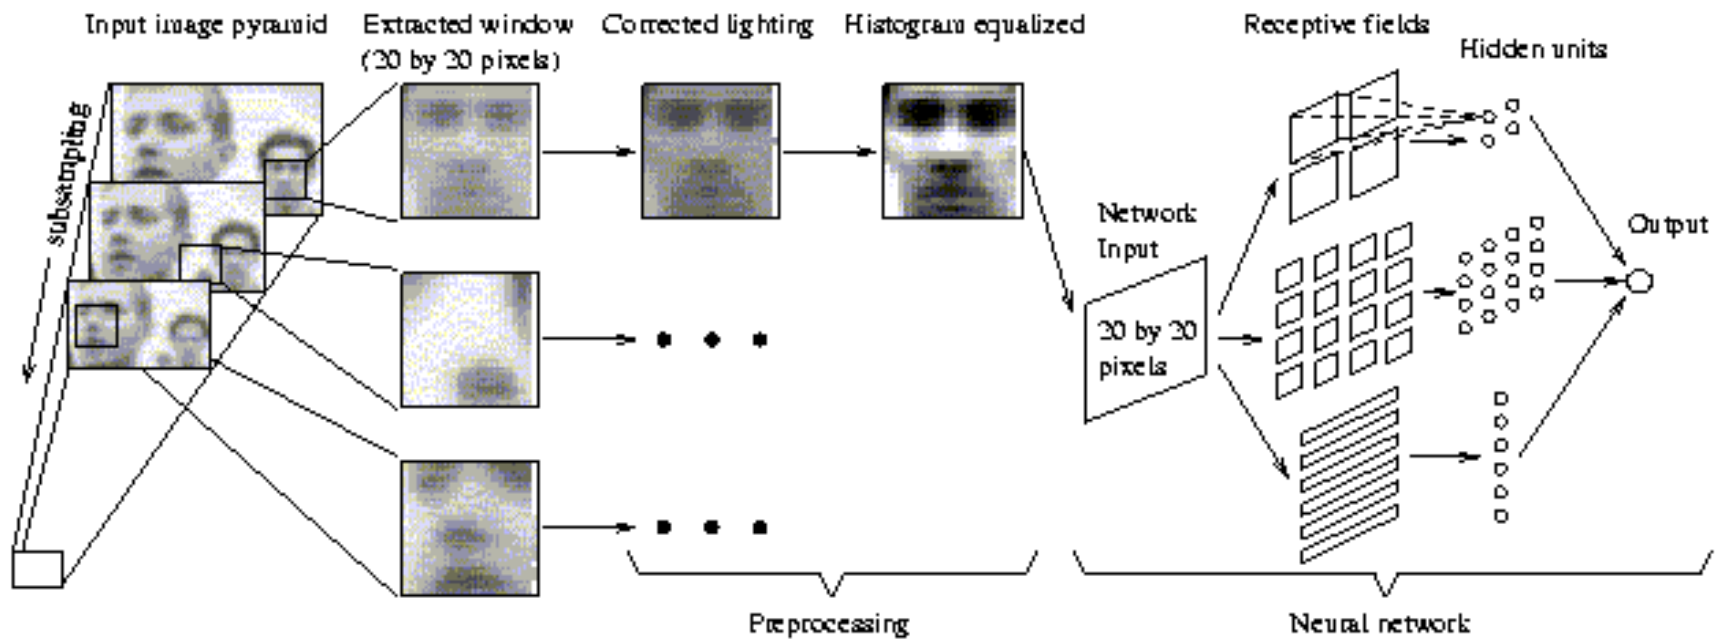 Input image pyramid
Extracted window
(20 by 20 pixels)
Corrected lighting
Histogram equalized
Receptive fields
Hidden units
subsampling
Network
Input
Output
20 by 20
pixels
Preprocessing
Neural network